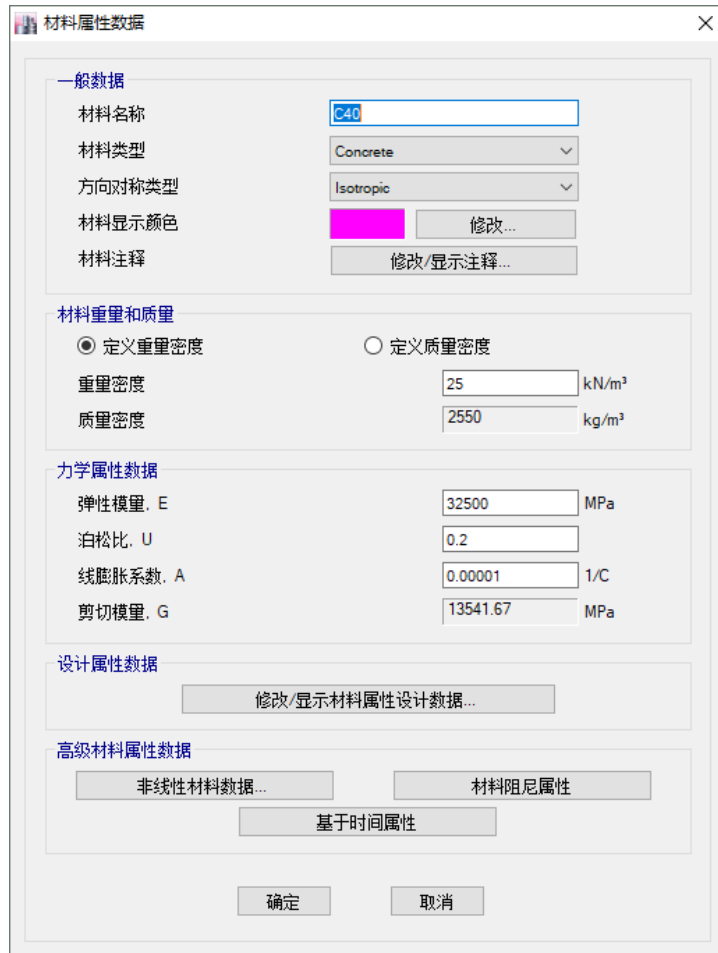 材料属性数据
一般数据
材料名称 C40
材料类型 Concrete
方向对称类型 Isotropic
材料显示颜色 修改...
材料注释 修改/显示注释...
材料重量和质量
定义重量密度 定义质量密度
重量密度 25 kN/m³
质量密度 2550 kg/m³
力学属性数据
弹性模量, E 32500 MPa
泊松比, U 0.2
线膨胀系数, A 0.00001 1/C
剪切模量, G 13541.67 MPa
设计属性数据
修改/显示材料属性设计数据...
高级材料属性数据
非线性材料数据... 材料阻尼属性
基于时间属性
确定 取消